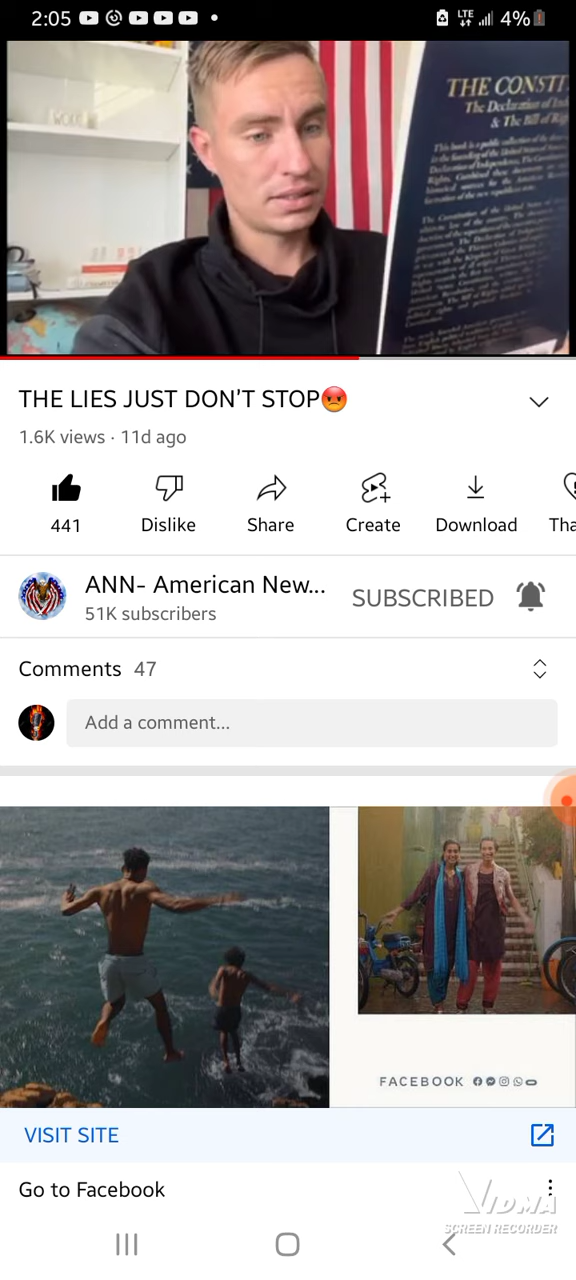 2:05
LTE
4%
THE CONSTI
The Declaration of Ind
& The Bill of Rig
THE LIES JUST DON'T STOP😡
1.6K views · 11d ago
441
Dislike
Share
Create
Download
Tha
ANN- American New...
51K subscribers
SUBSCRIBED
Comments 47
Add a comment...
FACEBOOK
VISIT SITE
Go to Facebook
VIDMA
SCREEN RECORDER